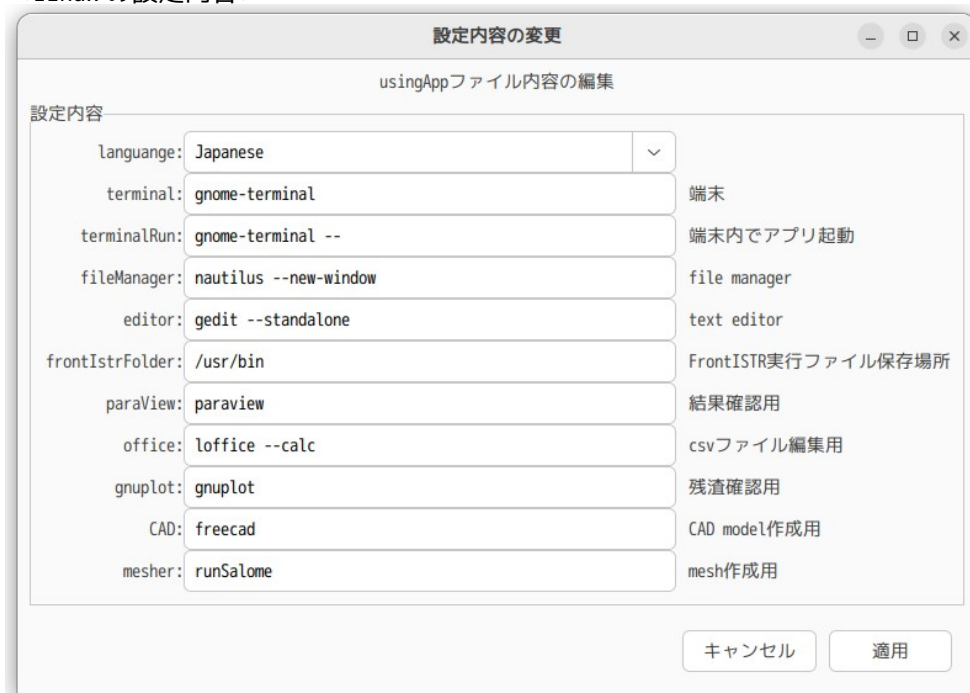 の設定内容
設定内容の変更
usingAppファイル内容の編集
設定内容
languange: Japanese
terminal: gnome-terminal 端末
terminalRun: gnome-terminal -- 端末内でアプリ起動
fileManager: nautilus --new-window file manager
editor: gedit --standalone text editor
frontIstrFolder: /usr/bin FrontISTR実行ファイル保存場所
paraView: paraview 結果確認用
office: loffice --calc csvファイル編集用
gnuplot: gnuplot 残渣確認用
CAD: freecad CAD model作成用
mesher: runSalome mesh作成用
キャンセル 適用